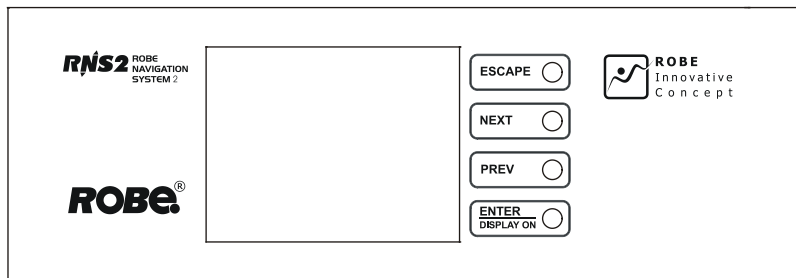 RNS2 ROBE
NAVIGATION
SYSTEM 2
ROBE®
ESCAPE
NEXT
PREV
ENTER
DISPLAY ON
ROBE
Innovative
Concept